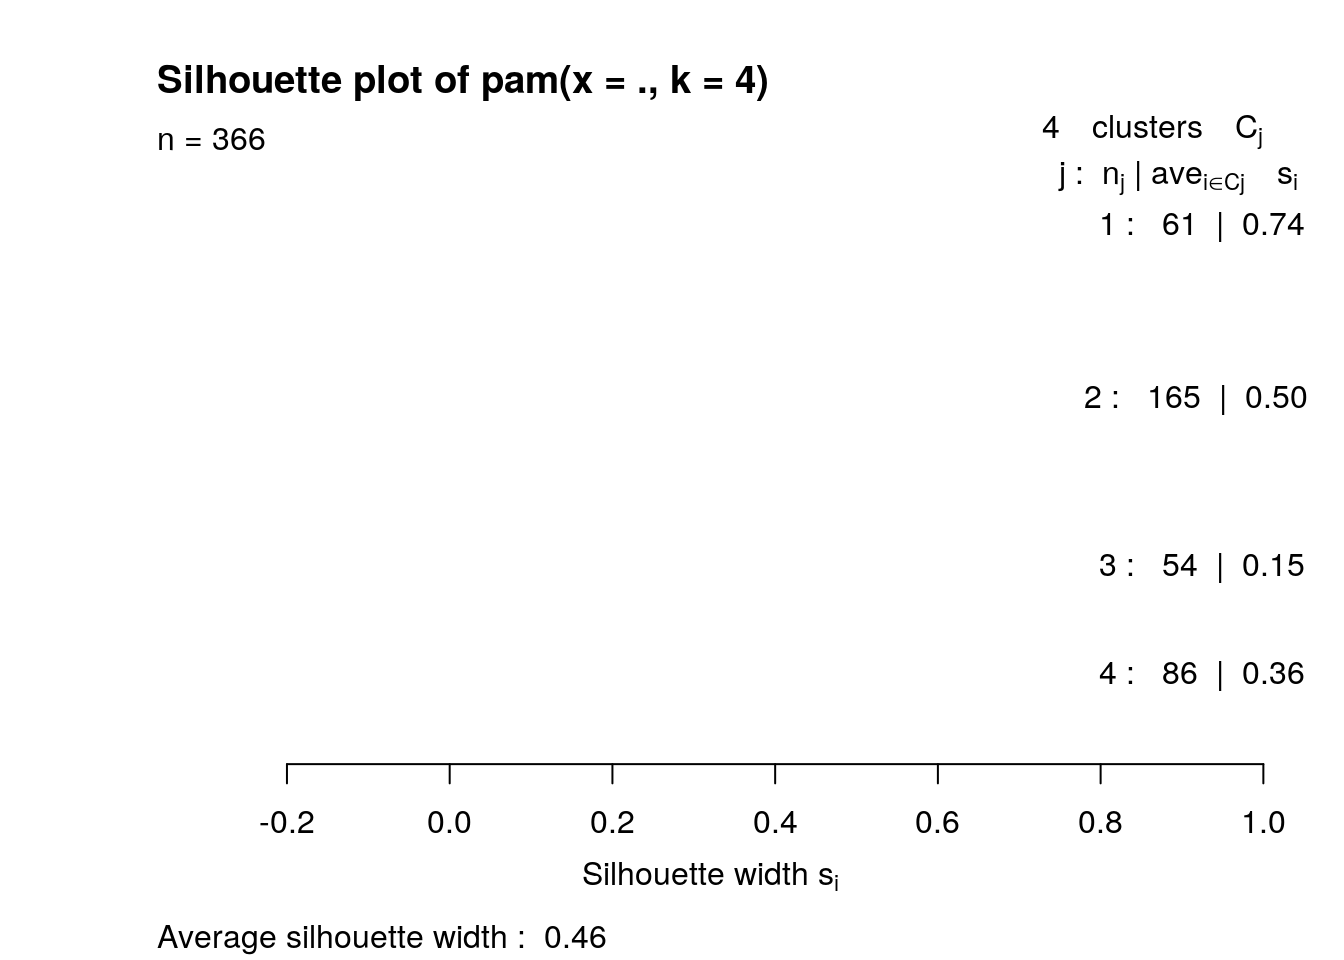 Silhouette plot of pam(x = ., k = 4)
n = 366
4 clusters Cj
j : nj | avei∈Cj si
1 : 61 | 0.74
2 : 165 | 0.50
3 : 54 | 0.15
4 : 86 | 0.36
-0.2 0.0 0.2 0.4 0.6 0.8 1.0
Silhouette width si
Average silhouette width : 0.46